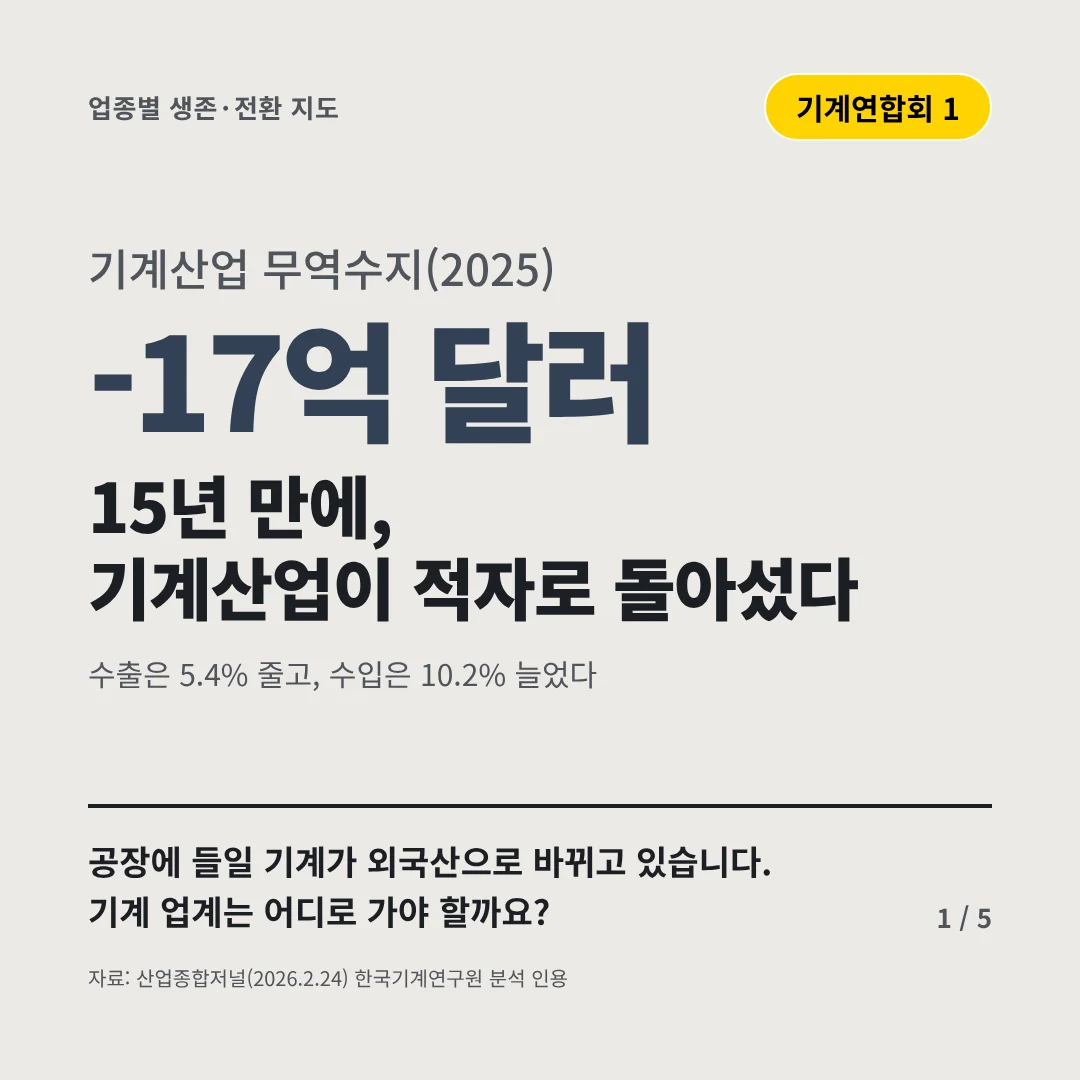 업종별 생존·전환 지도
기계연합회 1
기계산업 무역수지(2025)
-17억 달러
15년 만에,
기계산업이 적자로 돌아섰다
수출은 5.4% 줄고, 수입은 10.2% 늘었다
공장에 들일 기계가 외국산으로 바뀌고 있습니다.
기계 업계는 어디로 가야 할까요?
1 / 5
자료: 산업종합저널(2026.2.24) 한국기계연구원 분석 인용